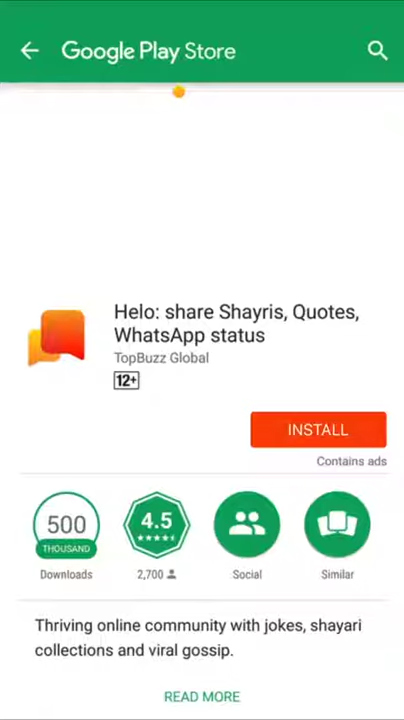 Google Play Store
Helo: share Shayris, Quotes,
WhatsApp status
TopBuzz Global
12+
INSTALL
Contains ads
500
THOUSAND
4.5
Downloads
2,700
Social
Similar
Thriving online community with jokes, shayari
collections and viral gossip.
READ MORE